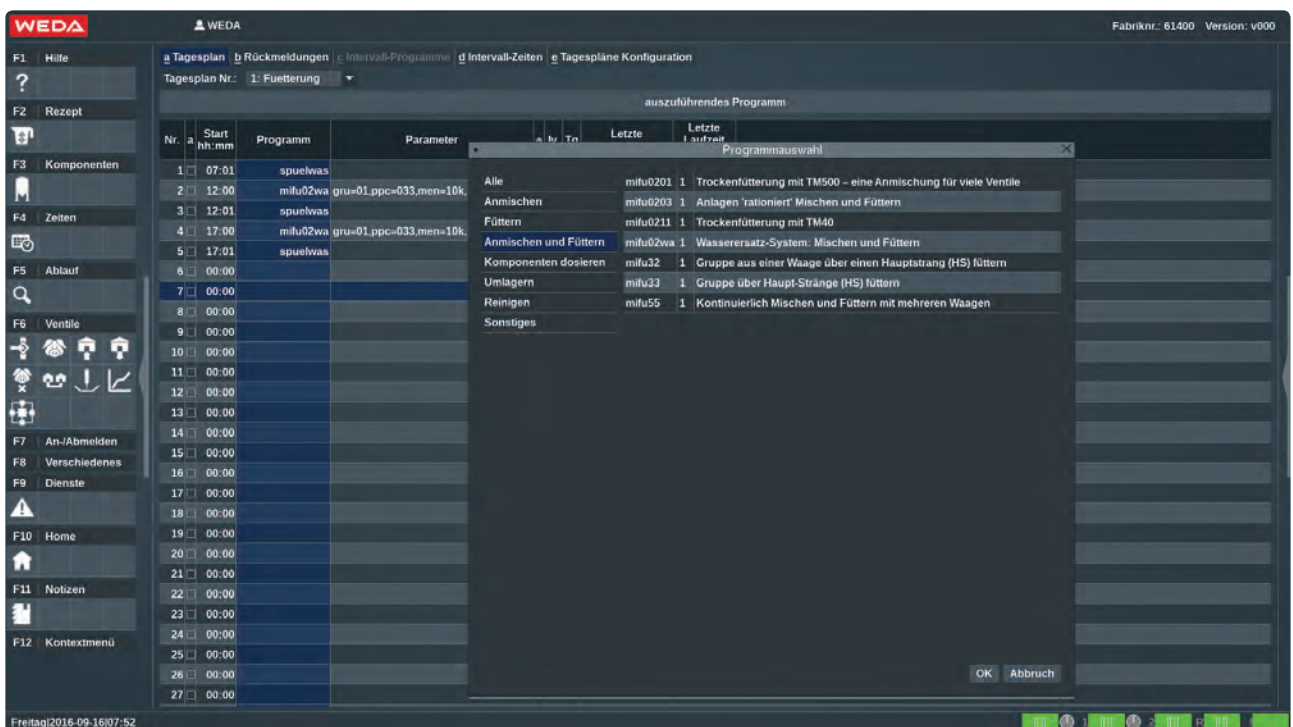 WEDA WEDA Fabriknr.: 61400 Version: v000
F1 Hilfe
?
F2 Rezept
F3 Komponenten
F4 Zeiten
F5 Ablauf
F6 Ventile
F7 An-/Abmelden
F8 Verschiedenes
F9 Dienste
F10 Home
F11 Notizen
F12 Kontextmenü
a Tagesplan b Rückmeldungen c Intervall-Programme d Intervall-Zeiten e Tagespläne Konfiguration
Tagesplan Nr.: 1: Fuetterung
auszuführendes Programm
Nr. a Start hh:mm Programm Parameter Letzte Letzte Laufzeit
1 07:01 spuelwas
2 12:00 mifu02wa gru=01,ppc=033,men=10k,
3 12:01 spuelwas
4 17:00 mifu02wa gru=01,ppc=033,men=10k,
5 17:01 spuelwas
6 00:00
7 00:00
8 00:00
9 00:00
10 00:00
11 00:00
12 00:00
13 00:00
14 00:00
15 00:00
16 00:00
17 00:00
18 00:00
19 00:00
20 00:00
21 00:00
22 00:00
23 00:00
24 00:00
25 00:00
26 00:00
27 00:00
Programmauswahl
Alle
Anmischen
Füttern
Anmischen und Füttern
Komponenten dosieren
Umlagern
Reinigen
Sonstiges
mifu0201 1 Trockenfütterung mit TM500 – eine Anmischung für viele Ventile
mifu0203 1 Anlagen 'rationiert' Mischen und Füttern
mifu0211 1 Trockenfütterung mit TM40
mifu02wa 1 Wasserersatz-System: Mischen und Füttern
mifu32 1 Gruppe aus einer Waage über einen Hauptstrang (HS) füttern
mifu33 1 Gruppe über Haupt-Stränge (HS) füttern
mifu55 1 Kontinuierlich Mischen und Füttern mit mehreren Waagen
OK Abbruch
Freitag|2016-09-16|07:52 1 2 R